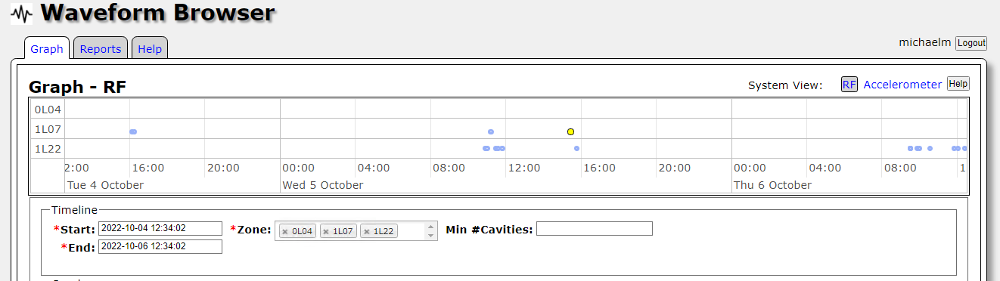 Waveform Browser
Graph Reports Help michaelm Logout
Graph - RF System View: RF Accelerometer Help
0L04
1L07
1L22
2:00 16:00 20:00 00:00 04:00 08:00 12:00 16:00 20:00 00:00 04:00 08:00 1
Tue 4 October Wed 5 October Thu 6 October
Timeline
*Start: 2022-10-04 12:34:02 *Zone: × 0L04 × 1L07 × 1L22 Min #Cavities:
*End: 2022-10-06 12:34:02